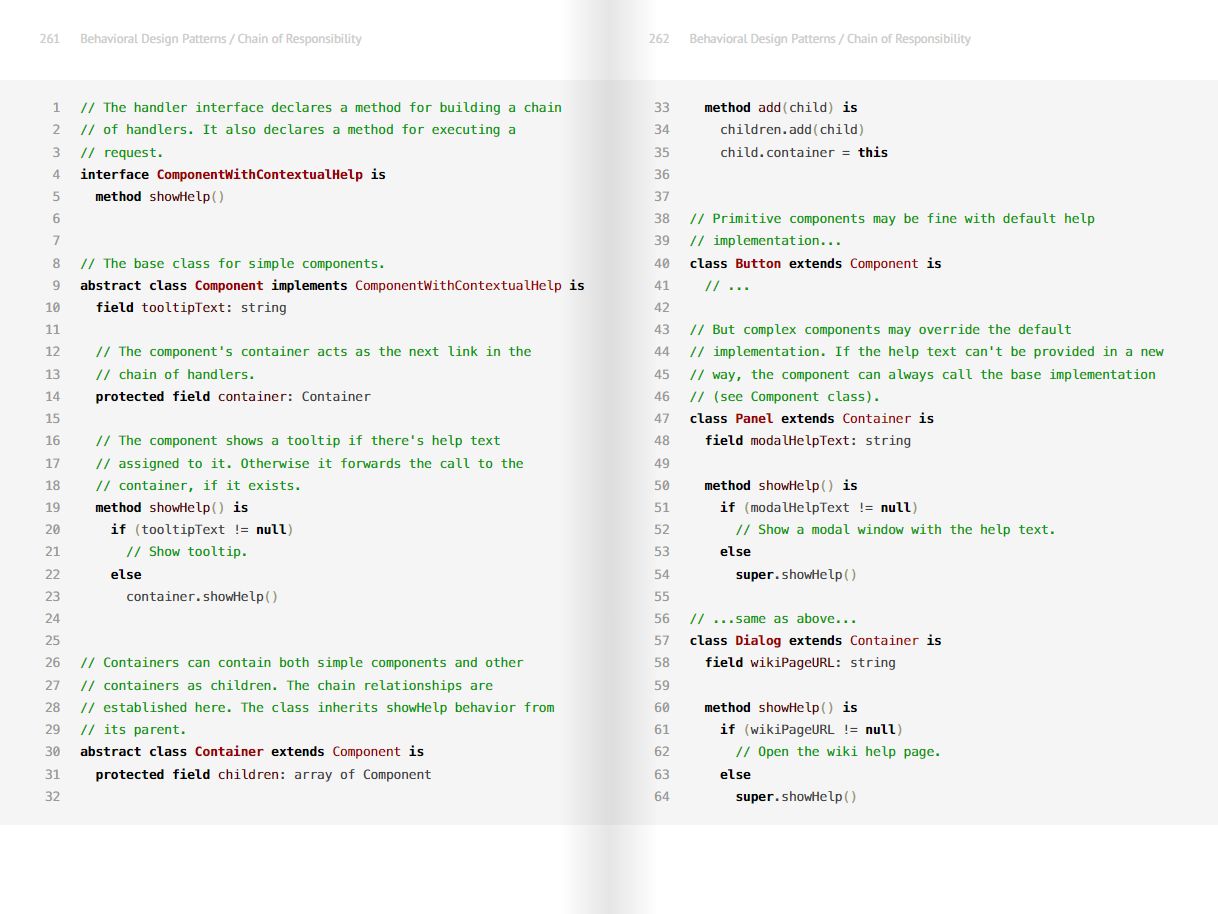 261 Behavioral Design Patterns / Chain of Responsibility
1 // The handler interface declares a method for building a chain
2 // of handlers. It also declares a method for executing a
3 // request.
4 interface ComponentWithContextualHelp is
5 method showHelp()
6
7
8 // The base class for simple components.
9 abstract class Component implements ComponentWithContextualHelp is
10 field tooltipText: string
11
12 // The component's container acts as the next link in the
13 // chain of handlers.
14 protected field container: Container
15
16 // The component shows a tooltip if there's help text
17 // assigned to it. Otherwise it forwards the call to the
18 // container, if it exists.
19 method showHelp() is
20 if (tooltipText != null)
21 // Show tooltip.
22 else
23 container.showHelp()
24
25
26 // Containers can contain both simple components and other
27 // containers as children. The chain relationships are
28 // established here. The class inherits showHelp behavior from
29 // its parent.
30 abstract class Container extends Component is
31 protected field children: array of Component
32
262 Behavioral Design Patterns / Chain of Responsibility
33 method add(child) is
34 children.add(child)
35 child.container = this
36
37
38 // Primitive components may be fine with default help
39 // implementation...
40 class Button extends Component is
41 // ...
42
43 // But complex components may override the default
44 // implementation. If the help text can't be provided in a new
45 // way, the component can always call the base implementation
46 // (see Component class).
47 class Panel extends Container is
48 field modalHelpText: string
49
50 method showHelp() is
51 if (modalHelpText != null)
52 // Show a modal window with the help text.
53 else
54 super.showHelp()
55
56 // ...same as above...
57 class Dialog extends Container is
58 field wikiPageURL: string
59
60 method showHelp() is
61 if (wikiPageURL != null)
62 // Open the wiki help page.
63 else
64 super.showHelp()